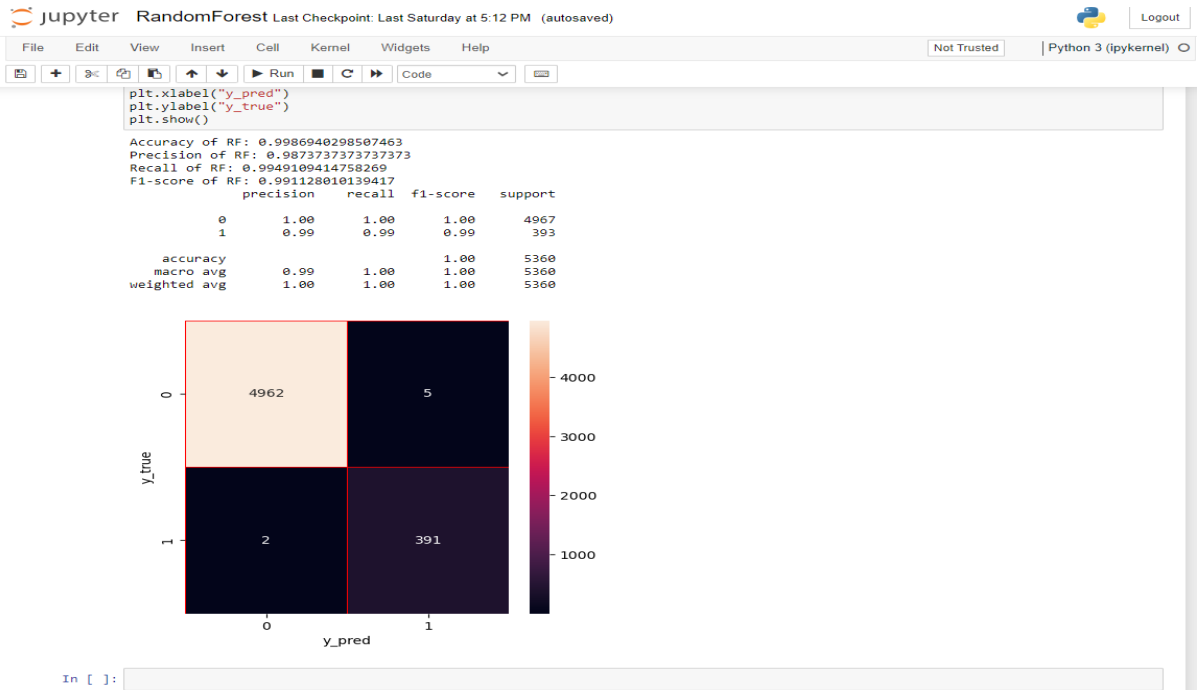 jupyter RandomForest Last Checkpoint: Last Saturday at 5:12 PM (autosaved) Logout
File Edit View Insert Cell Kernel Widgets Help Not Trusted Python 3 (ipykernel)
Run Code
plt.xlabel("y_pred")
plt.ylabel("y_true")
plt.show()
Accuracy of RF: 0.9986940298507463
Precision of RF: 0.9873737373737373
Recall of RF: 0.9949109414758269
F1-score of RF: 0.991128010139417
precision recall f1-score support
0 1.00 1.00 1.00 4967
1 0.99 0.99 0.99 393
accuracy 1.00 5360
macro avg 0.99 1.00 1.00 5360
weighted avg 1.00 1.00 1.00 5360
4000
0 4962 5
3000
y_true
2000
1 2 391
1000
0 1
y_pred
In [ ]: